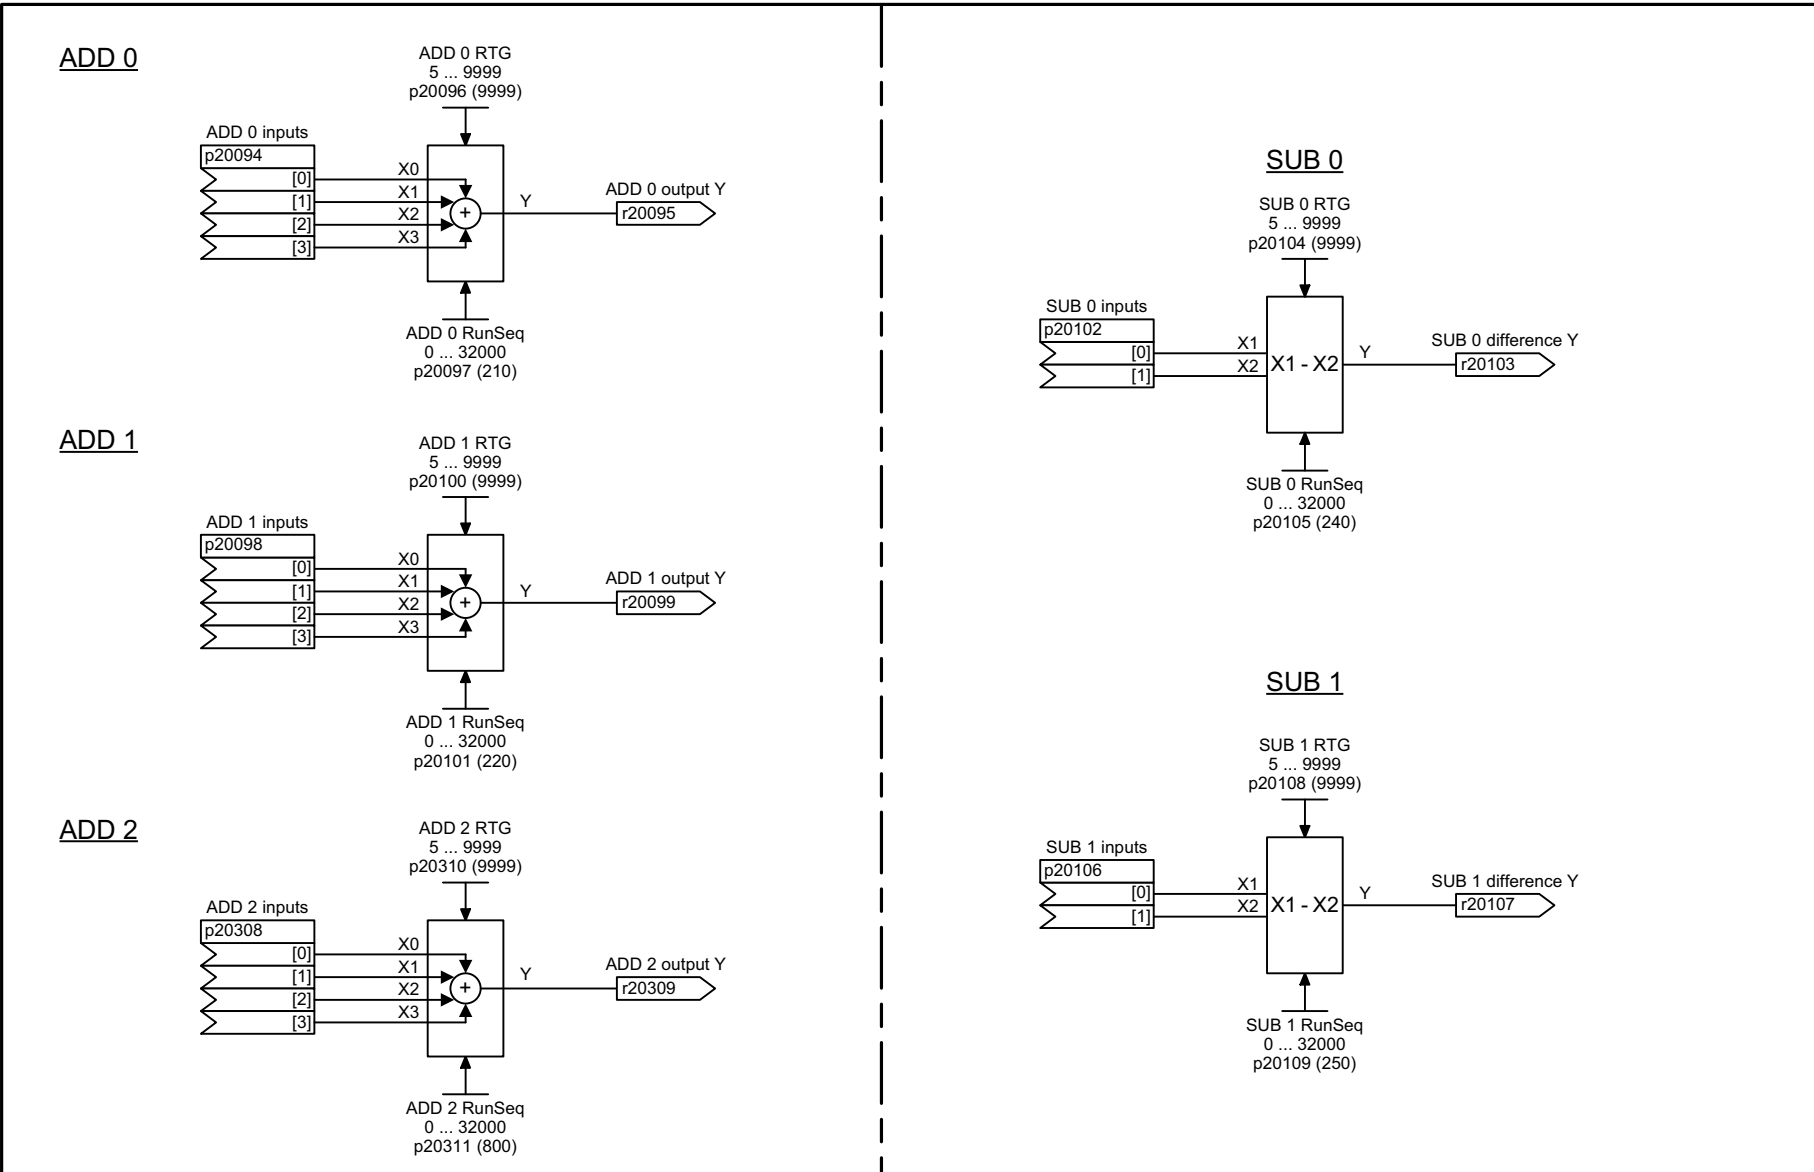 ADD 0
ADD 0 RTG
5 ... 9999
p20096 (9999)
ADD 0 inputs
p20094
[0]
[1]
[2]
[3]
X0
X1
X2
X3
+
Y
ADD 0 output Y
r20095
ADD 0 RunSeq
0 ... 32000
p20097 (210)
ADD 1
ADD 1 RTG
5 ... 9999
p20100 (9999)
ADD 1 inputs
p20098
[0]
[1]
[2]
[3]
X0
X1
X2
X3
+
Y
ADD 1 output Y
r20099
ADD 1 RunSeq
0 ... 32000
p20101 (220)
ADD 2
ADD 2 RTG
5 ... 9999
p20310 (9999)
ADD 2 inputs
p20308
[0]
[1]
[2]
[3]
X0
X1
X2
X3
+
Y
ADD 2 output Y
r20309
ADD 2 RunSeq
0 ... 32000
p20311 (800)
SUB 0
SUB 0 RTG
5 ... 9999
p20104 (9999)
SUB 0 inputs
p20102
[0]
[1]
X1
X2
X1 - X2
Y
SUB 0 difference Y
r20103
SUB 0 RunSeq
0 ... 32000
p20105 (240)
SUB 1
SUB 1 RTG
5 ... 9999
p20108 (9999)
SUB 1 inputs
p20106
[0]
[1]
X1
X2
X1 - X2
Y
SUB 1 difference Y
r20107
SUB 1 RunSeq
0 ... 32000
p20109 (250)